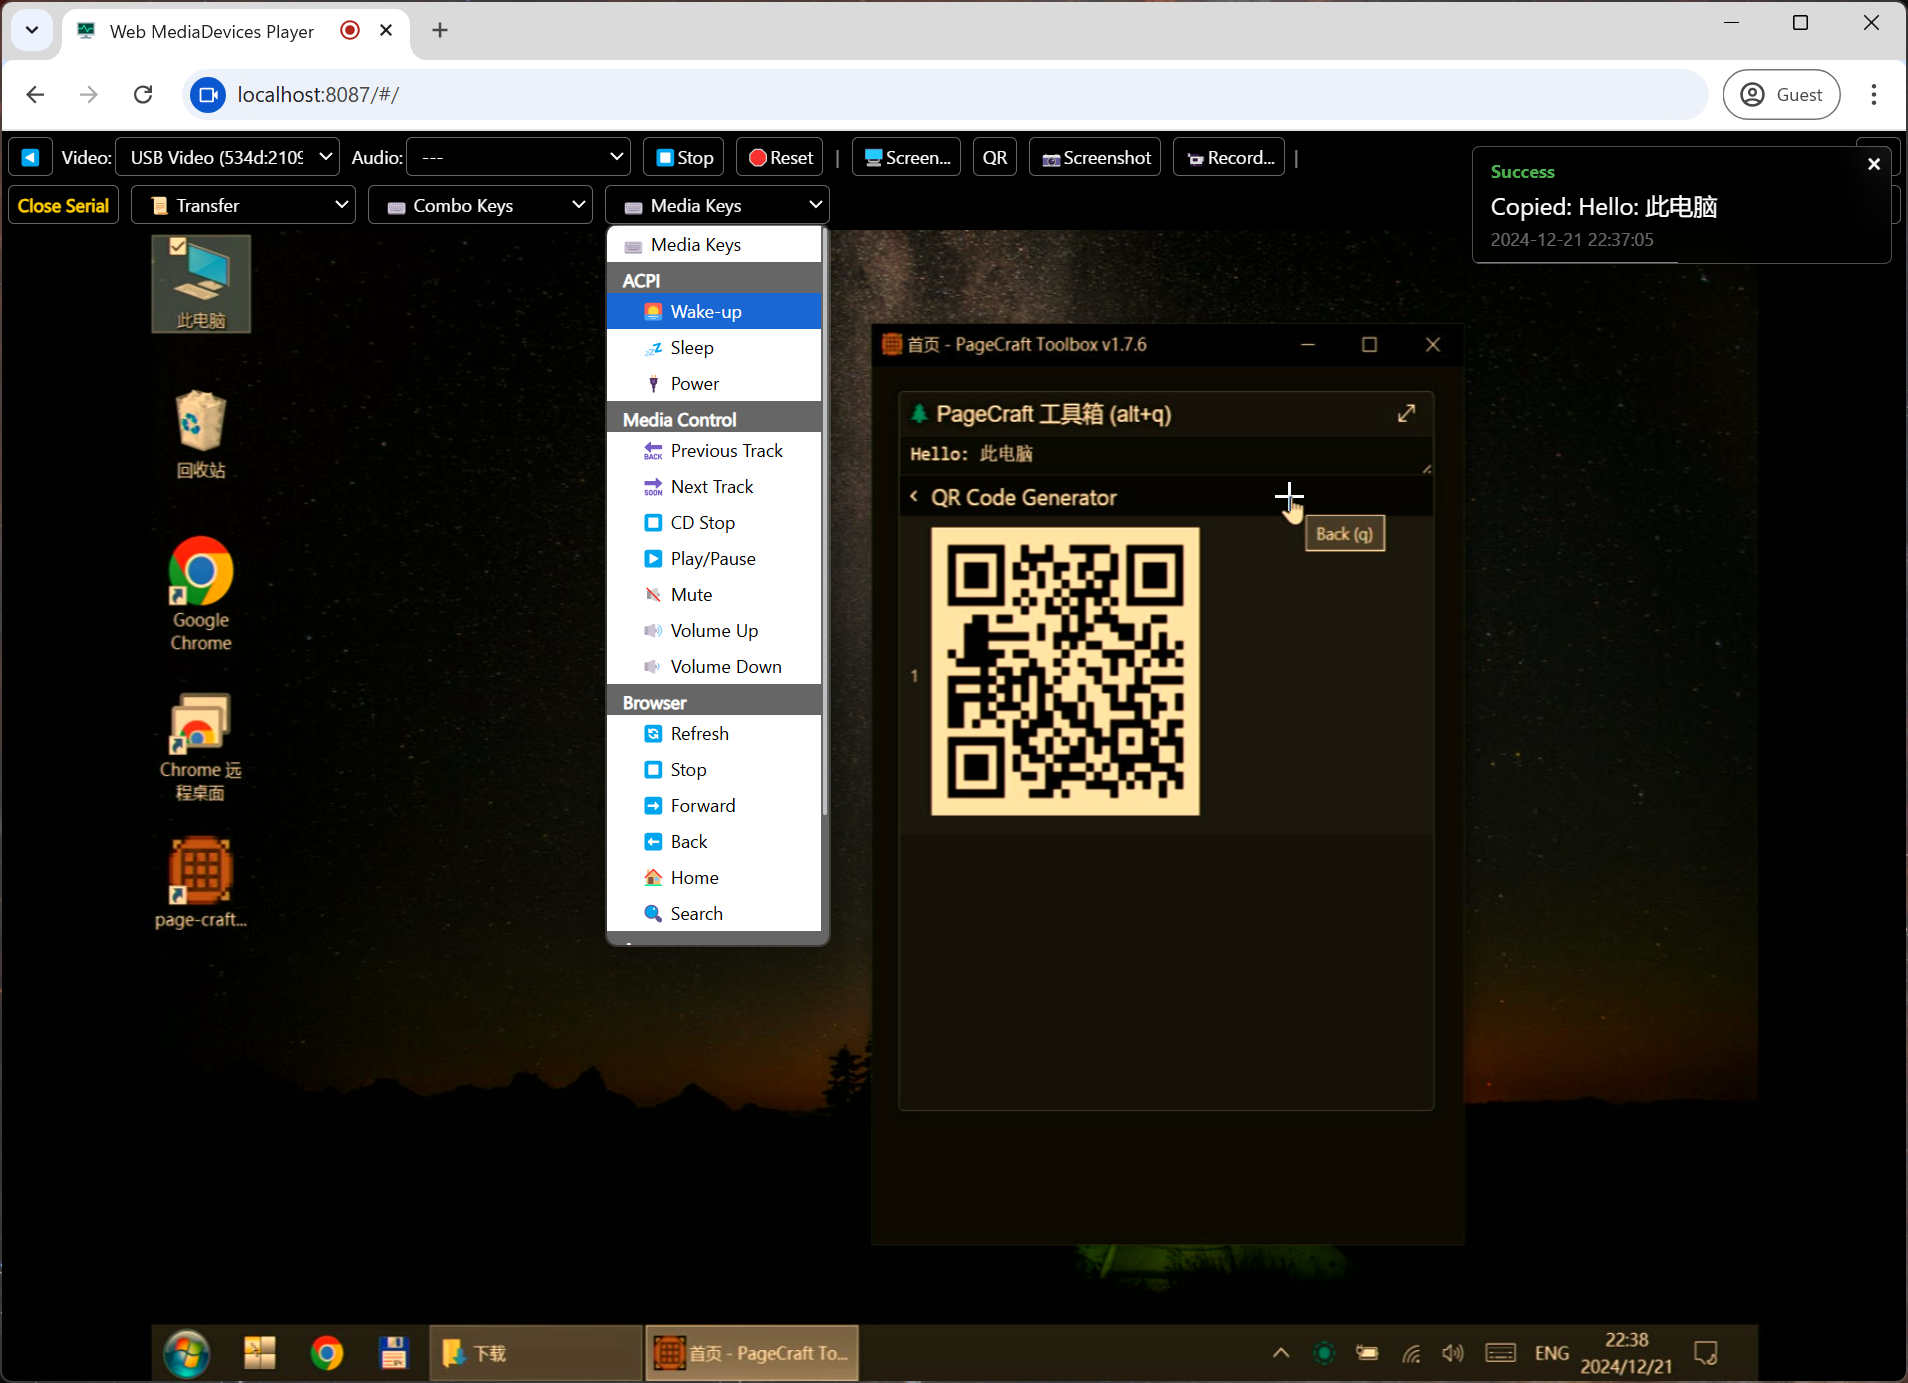 Web MediaDevices Player
localhost:8087/#/
Guest
Video: USB Video (534d:2109 Audio: --- Stop Reset | Screen... QR Screenshot Record... |
Close Serial Transfer Combo Keys Media Keys
Success
Copied: Hello: 此电脑
2024-12-21 22:37:05
Media Keys
ACPI
Wake-up
Sleep
Power
Media Control
Previous Track
Next Track
CD Stop
Play/Pause
Mute
Volume Up
Volume Down
Browser
Refresh
Stop
Forward
Back
Home
Search
此电脑
回收站
Google
Chrome
Chrome 远
程桌面
page-craft...
首页 - PageCraft Toolbox v1.7.6
PageCraft 工具箱 (alt+q)
Hello: 此电脑
QR Code Generator
Back (q)
1
下载
首页 - PageCraft To...
ENG
22:38
2024/12/21